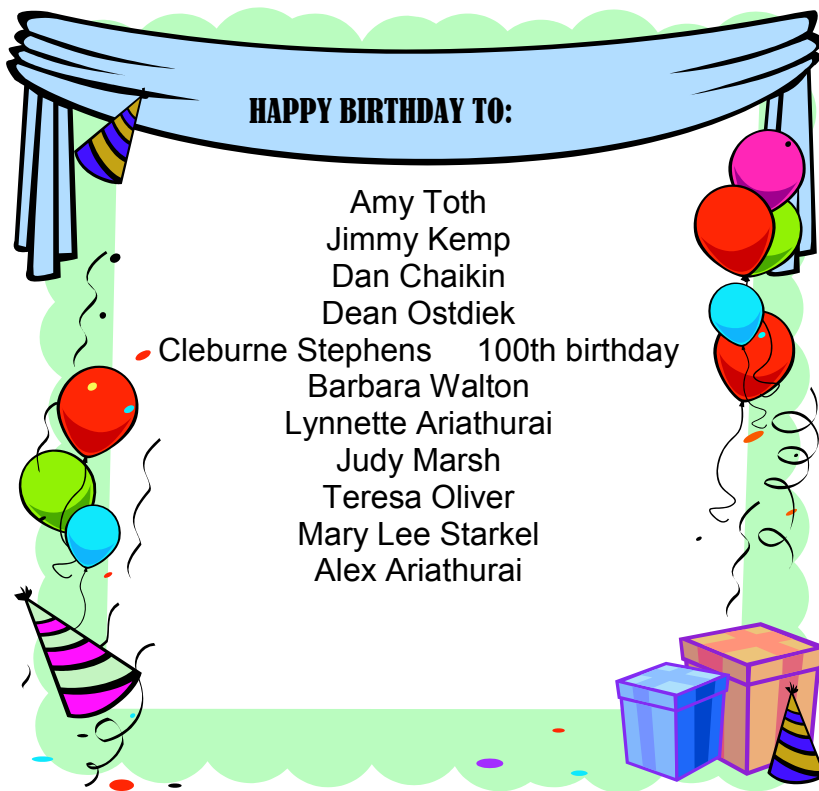 HAPPY BIRTHDAY TO:
Amy Toth
Jimmy Kemp
Dan Chaikin
Dean Ostdiek
Cleburne Stephens 100th birthday
Barbara Walton
Lynnette Ariathurai
Judy Marsh
Teresa Oliver
Mary Lee Starkel
Alex Ariathurai